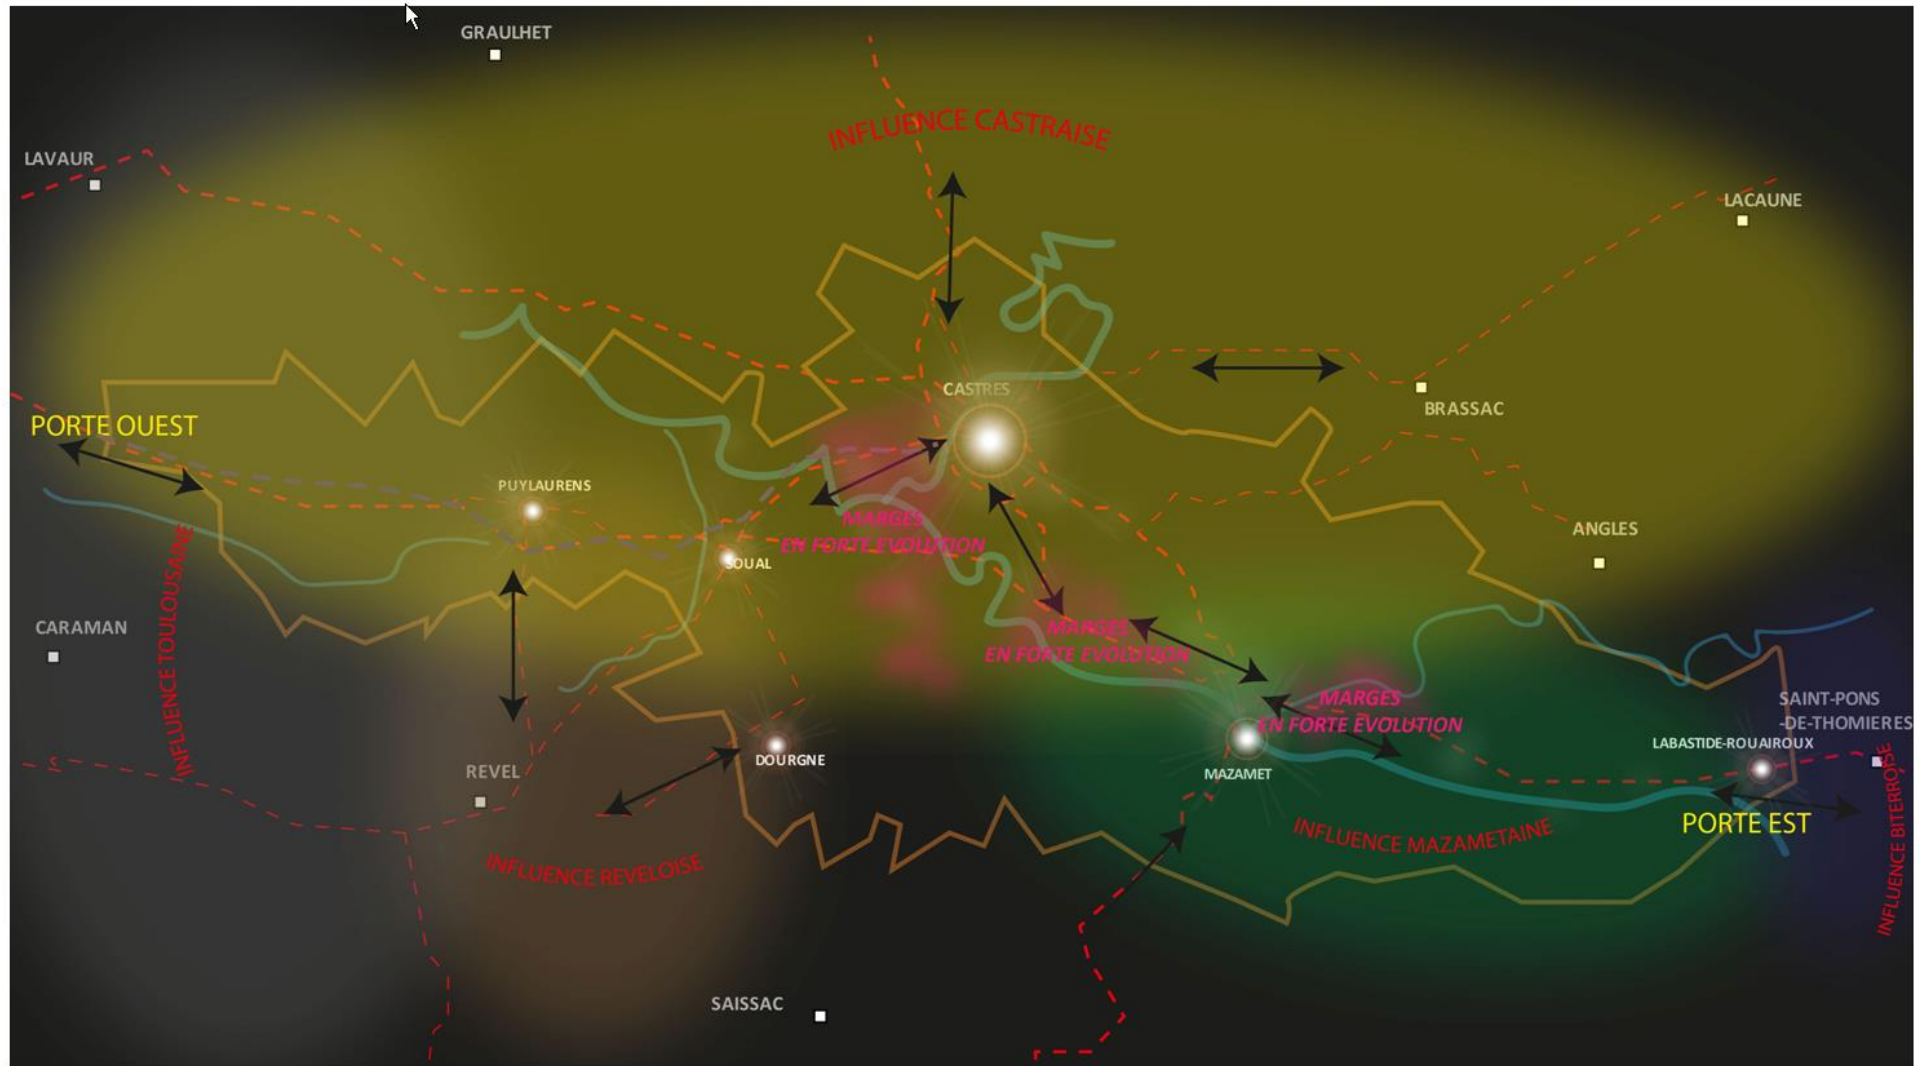 GRAULHET
INFLUENCE CASTRAISE
LAVAUR
LACAUNE
CASTRES
BRASSAC
PORTE OUEST
PUYLAURENS
MARGES
EN FORTE EVOLUTION
ANGLES
SOUAL
INFLUENCE TOULOUSAINE
CARAMAN
MARGES
EN FORTE EVOLUTION
MARGES
EN FORTE EVOLUTION
SAINT-PONS
-DE-THOMIERES
LABASTIDE-ROUAIROUX
DOURGNE
REVEL
MAZAMET
PORTE EST
INFLUENCE MAZAMETAINE
INFLUENCE BITERROISE
INFLUENCE REVELOISE
SAISSAC